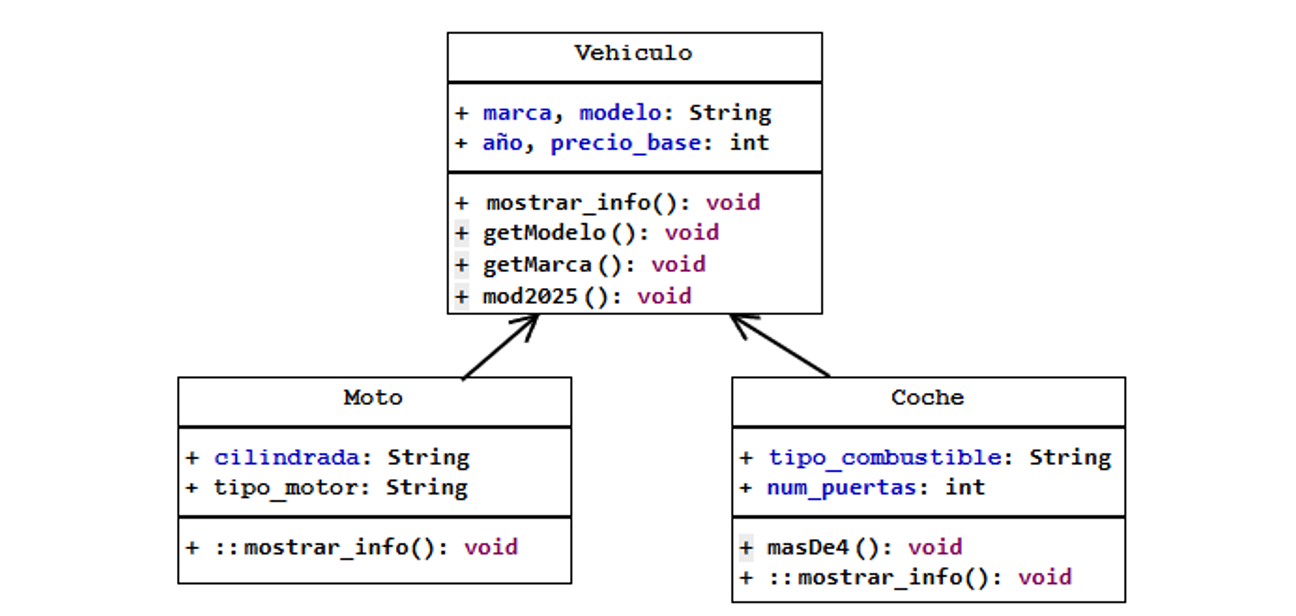 Vehiculo
+ marca, modelo: String
+ año, precio_base: int
+ mostrar_info(): void
+ getModelo(): void
+ getMarca(): void
+ mod2025(): void
Moto
+ cilindrada: String
+ tipo_motor: String
+ ::mostrar_info(): void
Coche
+ tipo_combustible: String
+ num_puertas: int
+ masDe4(): void
+ ::mostrar_info(): void